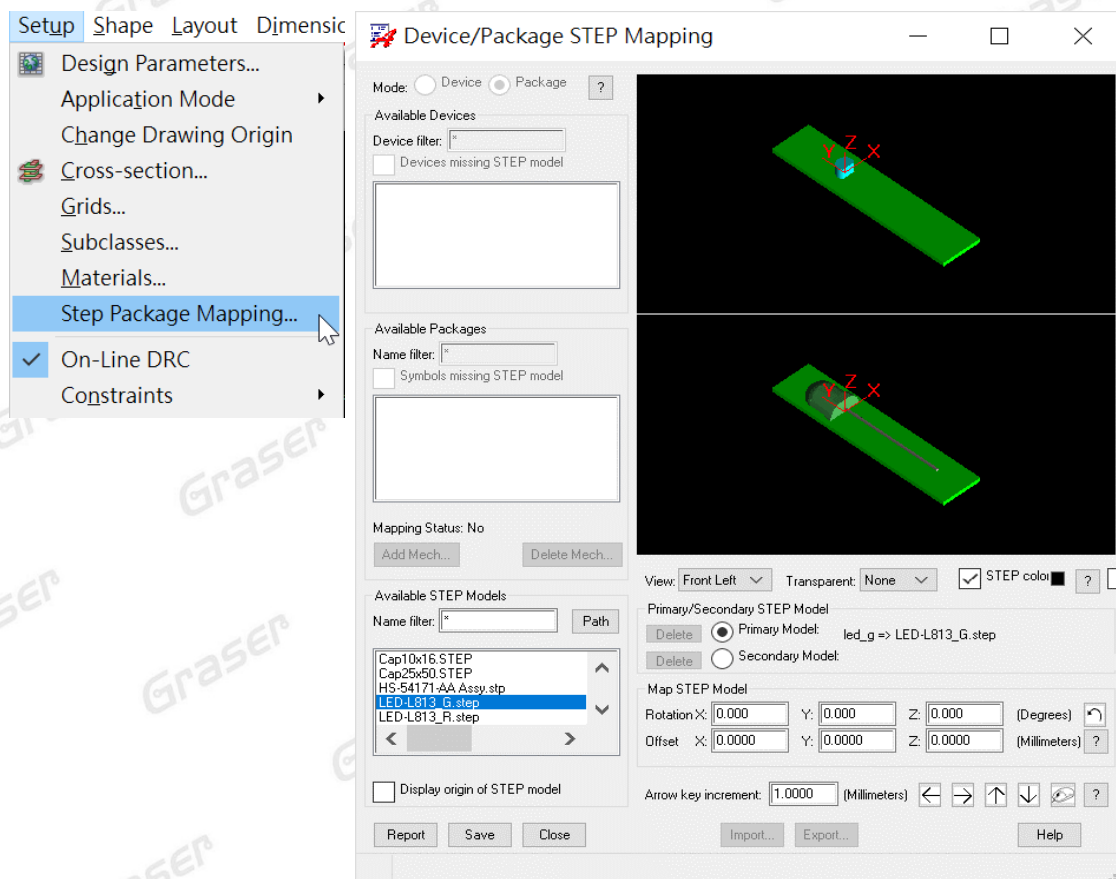 Setup Shape Layout
Design Parameters...
Application Mode
Change Drawing Origin
Cross-section...
Grids...
Subclasses...
Materials...
Step Package Mapping...
On-Line DRC
Constraints
Device/Package STEP Mapping
Mode: Device Package ?
Available Devices
Device filter: *
Devices missing STEP model
Available Packages
Name filter: *
Symbols missing STEP model
Mapping Status: No
Add Mech... Delete Mech...
Available STEP Models
Name filter: * Path
Cap10x16.STEP
Cap25x50.STEP
HS-54171-AA Assy.stp
LED-L813_G.step
LED-L813_R.step
Display origin of STEP model
Report Save Close
Y Z X
Y Z X
View: Front Left Transparent: None STEP color ?
Primary/Secondary STEP Model
Delete Primary Model: led_g => LED-L813_G.step
Delete Secondary Model:
Map STEP Model
Rotation X: 0.000 Y: 0.000 Z: 0.000 (Degrees)
Offset X: 0.0000 Y: 0.0000 Z: 0.0000 (Millimeters) ?
Arrow key increment: 1.0000 (Millimeters) ?
Import... Export... Help
Graser
Graser